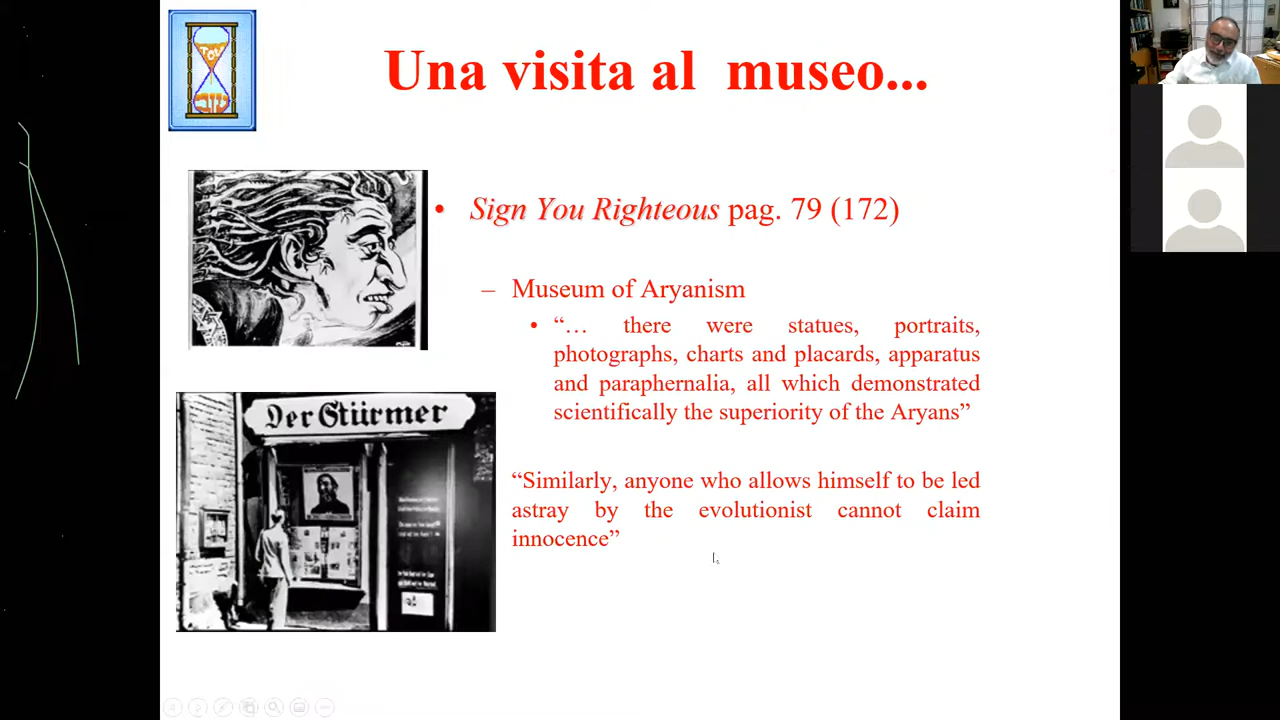 Una visita al museo...
• Sign You Righteous pag. 79 (172)
– Museum of Aryanism
• “… there were statues, portraits,
photographs, charts and placards, apparatus
and paraphernalia, all which demonstrated
scientifically the superiority of the Aryans”
Der Stürmer
“Similarly, anyone who allows himself to be led
astray by the evolutionist cannot claim
innocence”